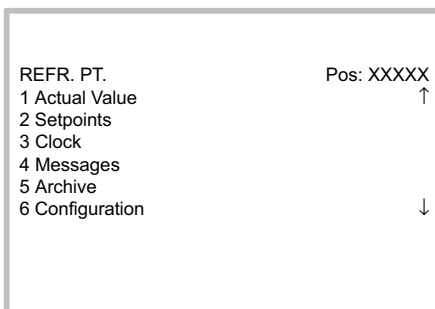 REFR. PT. Pos: XXXXX
1 Actual Value ↑
2 Setpoints
3 Clock
4 Messages
5 Archive
6 Configuration ↓